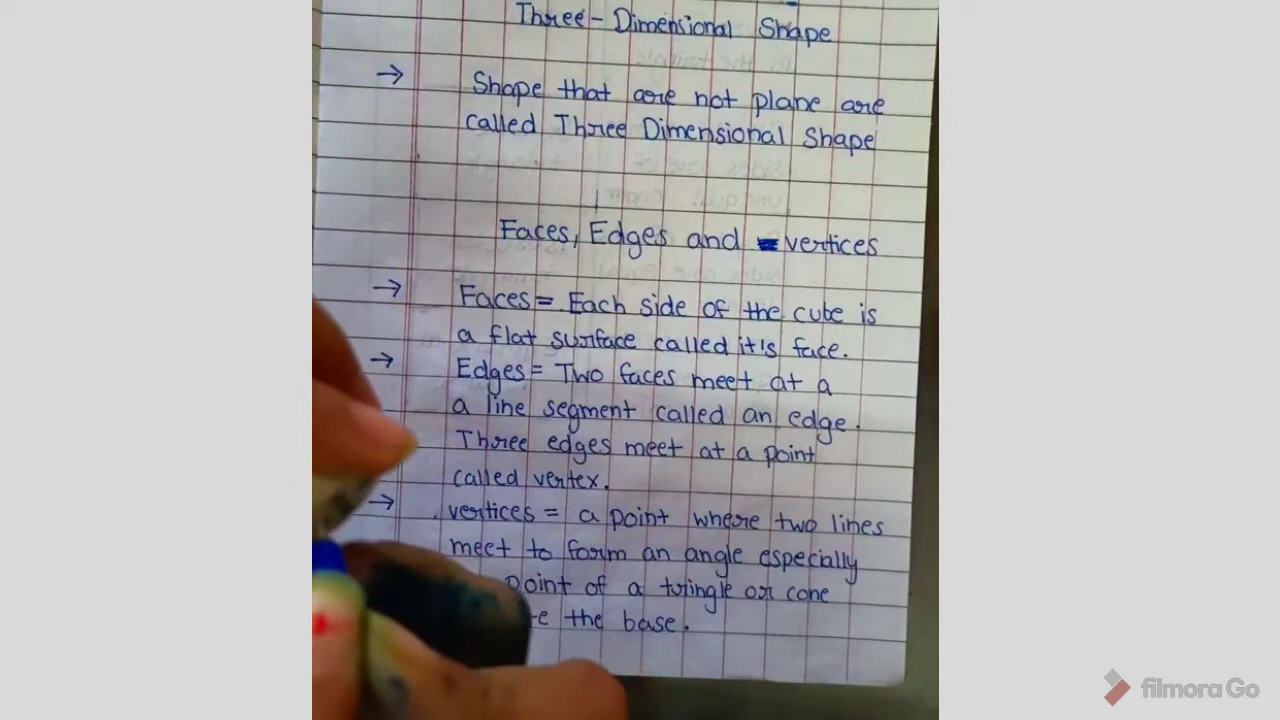 Three - Dimensional Shape
→ Shape that are not plane are
called Three Dimensional Shape
Faces, Edges and vertices
→ Faces = Each side of the cube is
a flat surface called it's face.
→ Edges = Two faces meet at a
a line segment called an edge.
Three edges meet at a point
called vertex.
→ vertices = a point where two lines
meet to form an angle especially
point of a tringle or cone
the base.
filmora Go